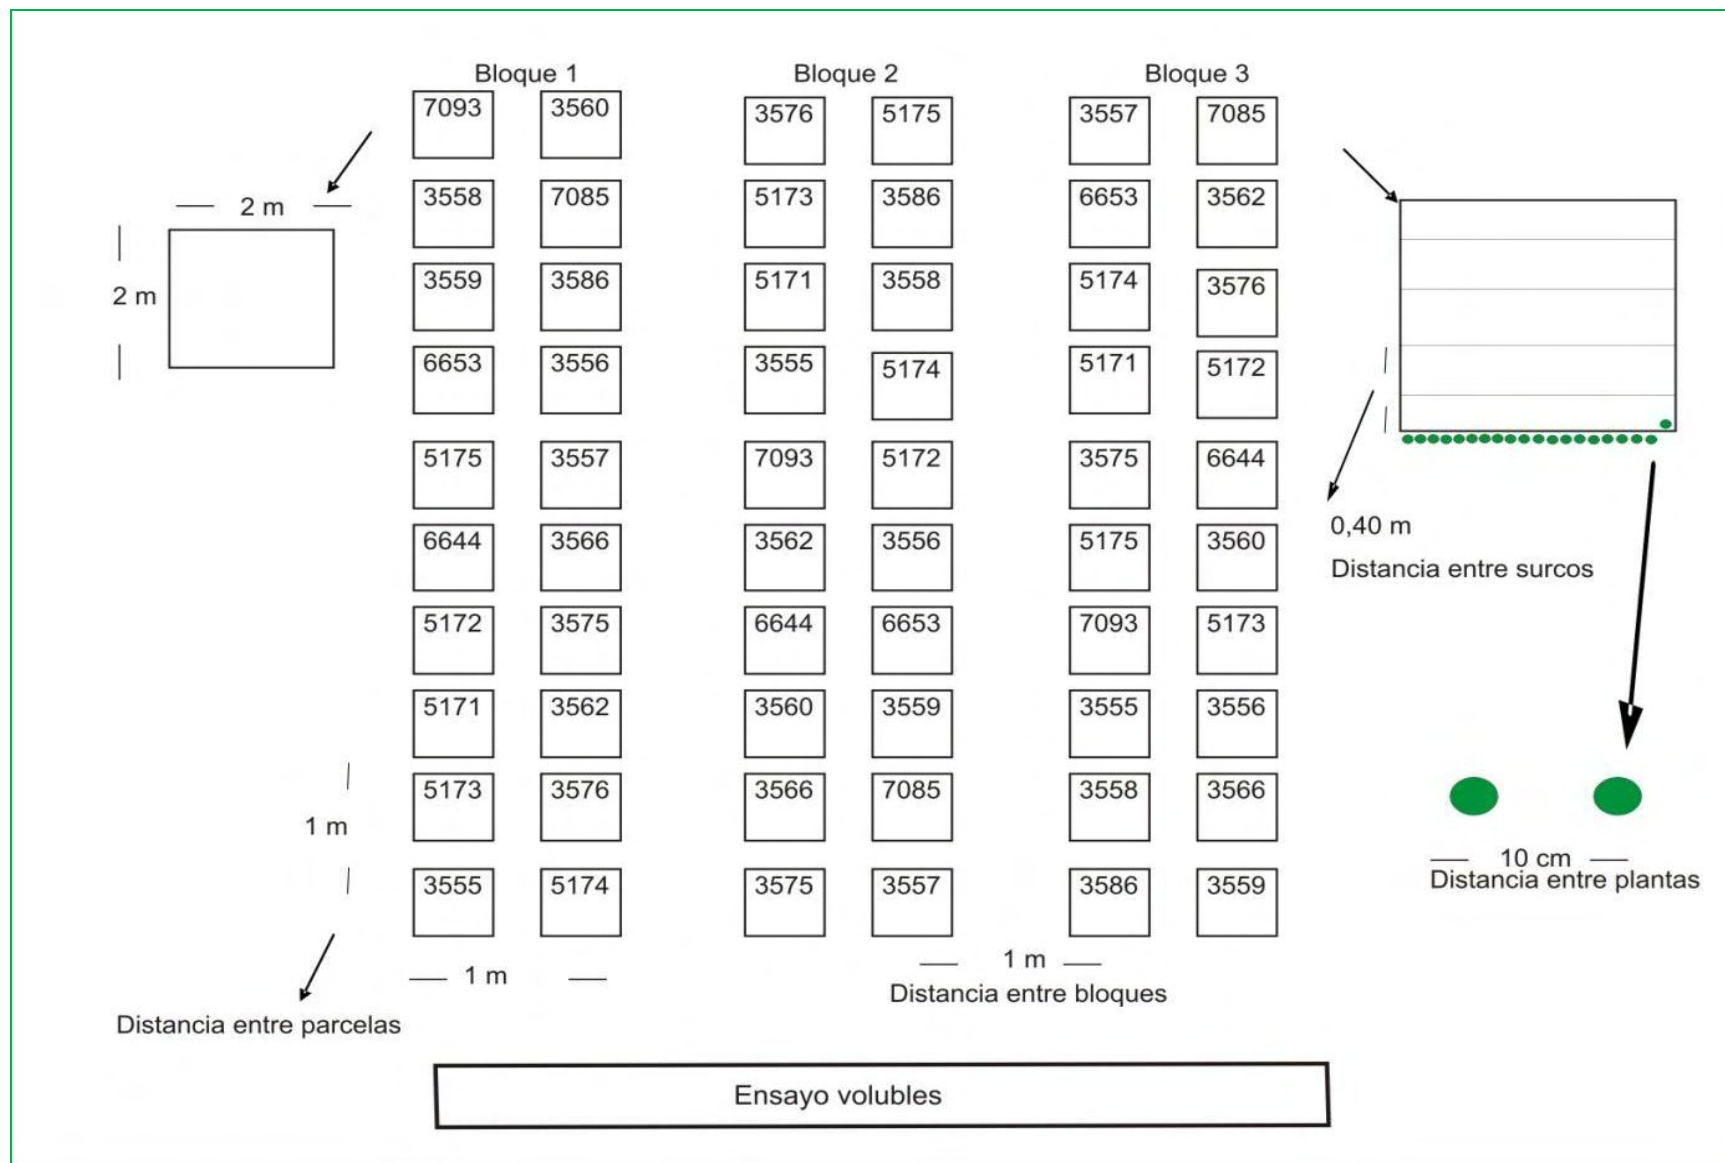 Bloque 1 Bloque 2 Bloque 3
7093 3560 3576 5175 3557 7085
3558 7085 5173 3586 6653 3562
2 m
3559 3586 5171 3558 5174 3576
2 m
6653 3556 3555 5174 5171 5172
5175 3557 7093 5172 3575 6644
0,40 m
6644 3566 3562 3556 5175 3560
Distancia entre surcos
5172 3575 6644 6653 7093 5173
5171 3562 3560 3559 3555 3556
5173 3576 3566 7085 3558 3566
1 m
10 cm
Distancia entre plantas
3555 5174 3575 3557 3586 3559
1 m
1 m
Distancia entre bloques
Distancia entre parcelas
Ensayo volubles